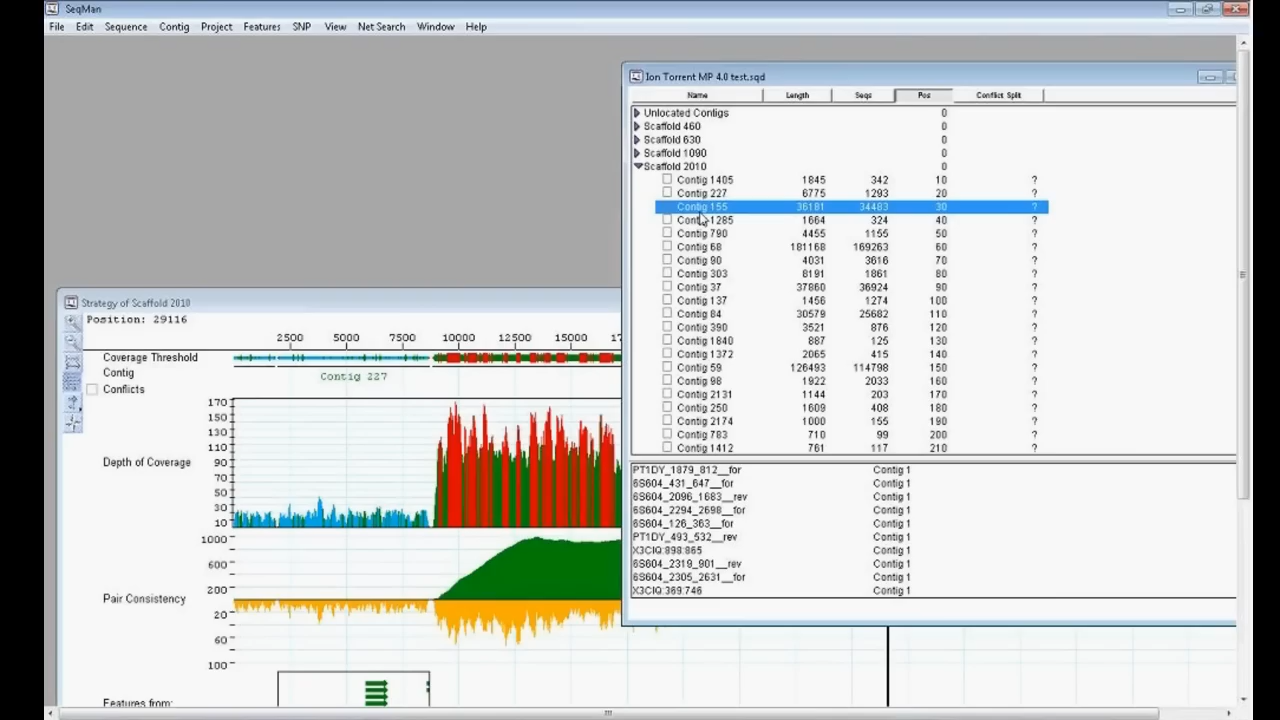 SeqMan
File Edit Sequence Contig Project Features SNP View Net Search Window Help
Ion Torrent MP 4.0 test.sqd
Name Length Seqs Pos Conflict Split
Unlocated Contigs 0
Scaffold 460 0
Scaffold 630 0
Scaffold 1090 0
Scaffold 2010 0
Contig 1405 1845 342 10 ?
Contig 227 6775 1293 20 ?
Contig 155 36181 34483 30 ?
Contig 1285 1664 324 40 ?
Contig 790 4455 1155 50 ?
Contig 68 181168 169263 60 ?
Contig 90 4031 3616 70 ?
Contig 303 8191 1861 80 ?
Contig 37 37860 36924 90 ?
Contig 137 1456 1274 100 ?
Contig 84 30579 25682 110 ?
Contig 390 3521 876 120 ?
Contig 1840 887 125 130 ?
Contig 1372 2065 415 140 ?
Contig 59 126493 114798 150 ?
Contig 98 1922 2033 160 ?
Contig 2131 1144 203 170 ?
Contig 250 1609 408 180 ?
Contig 2174 1000 155 190 ?
Contig 783 710 99 200 ?
Contig 1412 761 117 210 ?
PT1DY_1879_812__for Contig 1
6S604_431_647__for Contig 1
6S604_2096_1683__rev Contig 1
6S604_2294_2698__for Contig 1
6S604_126_363__for Contig 1
PT1DY_493_532__rev Contig 1
X3CIQ:898:865 Contig 1
6S604_2319_901__rev Contig 1
6S604_2305_2631__for Contig 1
X3CIQ:369:746 Contig 1
Strategy of Scaffold 2010
Position: 29116
2500 5000 7500 10000 12500 15000
Coverage Threshold
Contig
Contig 227
Conflicts
170
150
130
110
Depth of Coverage
90
70
50
30
10
1000
600
200
Pair Consistency
20
60
100
Features from: